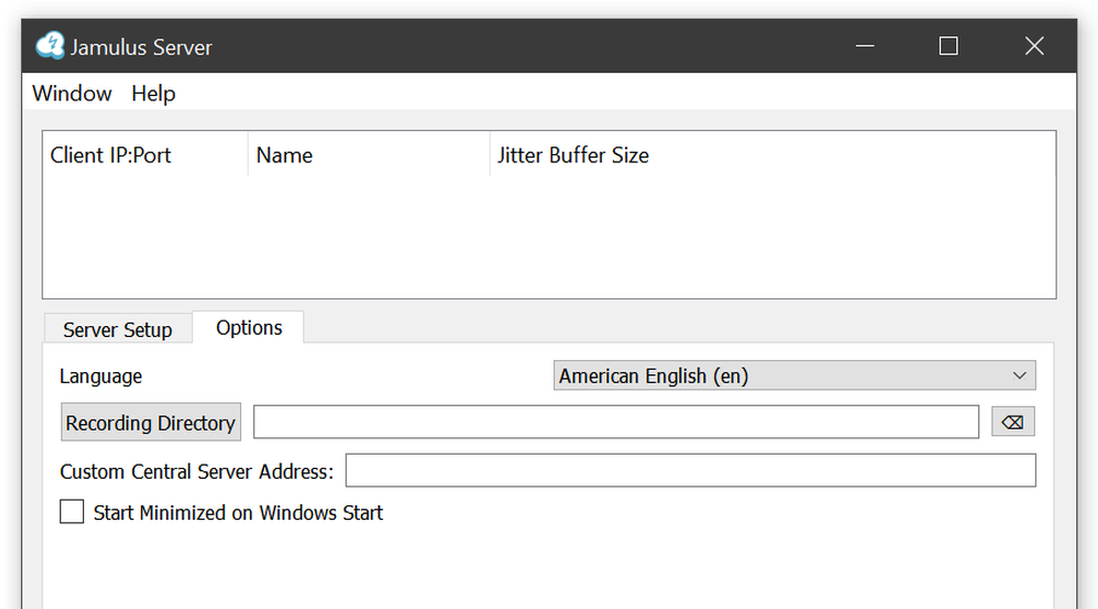 Jamulus Server
Window Help
Client IP:Port Name Jitter Buffer Size
Server Setup Options
Language American English (en)
Recording Directory
Custom Central Server Address:
Start Minimized on Windows Start